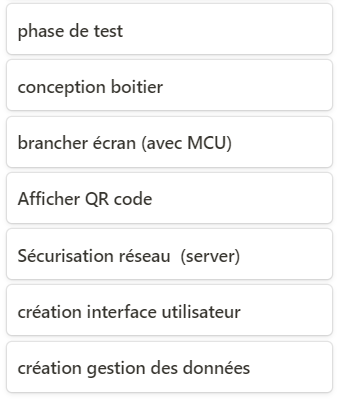 phase de test
conception boitier
brancher écran (avec MCU)
Afficher QR code
Sécurisation réseau  (server)
création interface utilisateur
création gestion des données